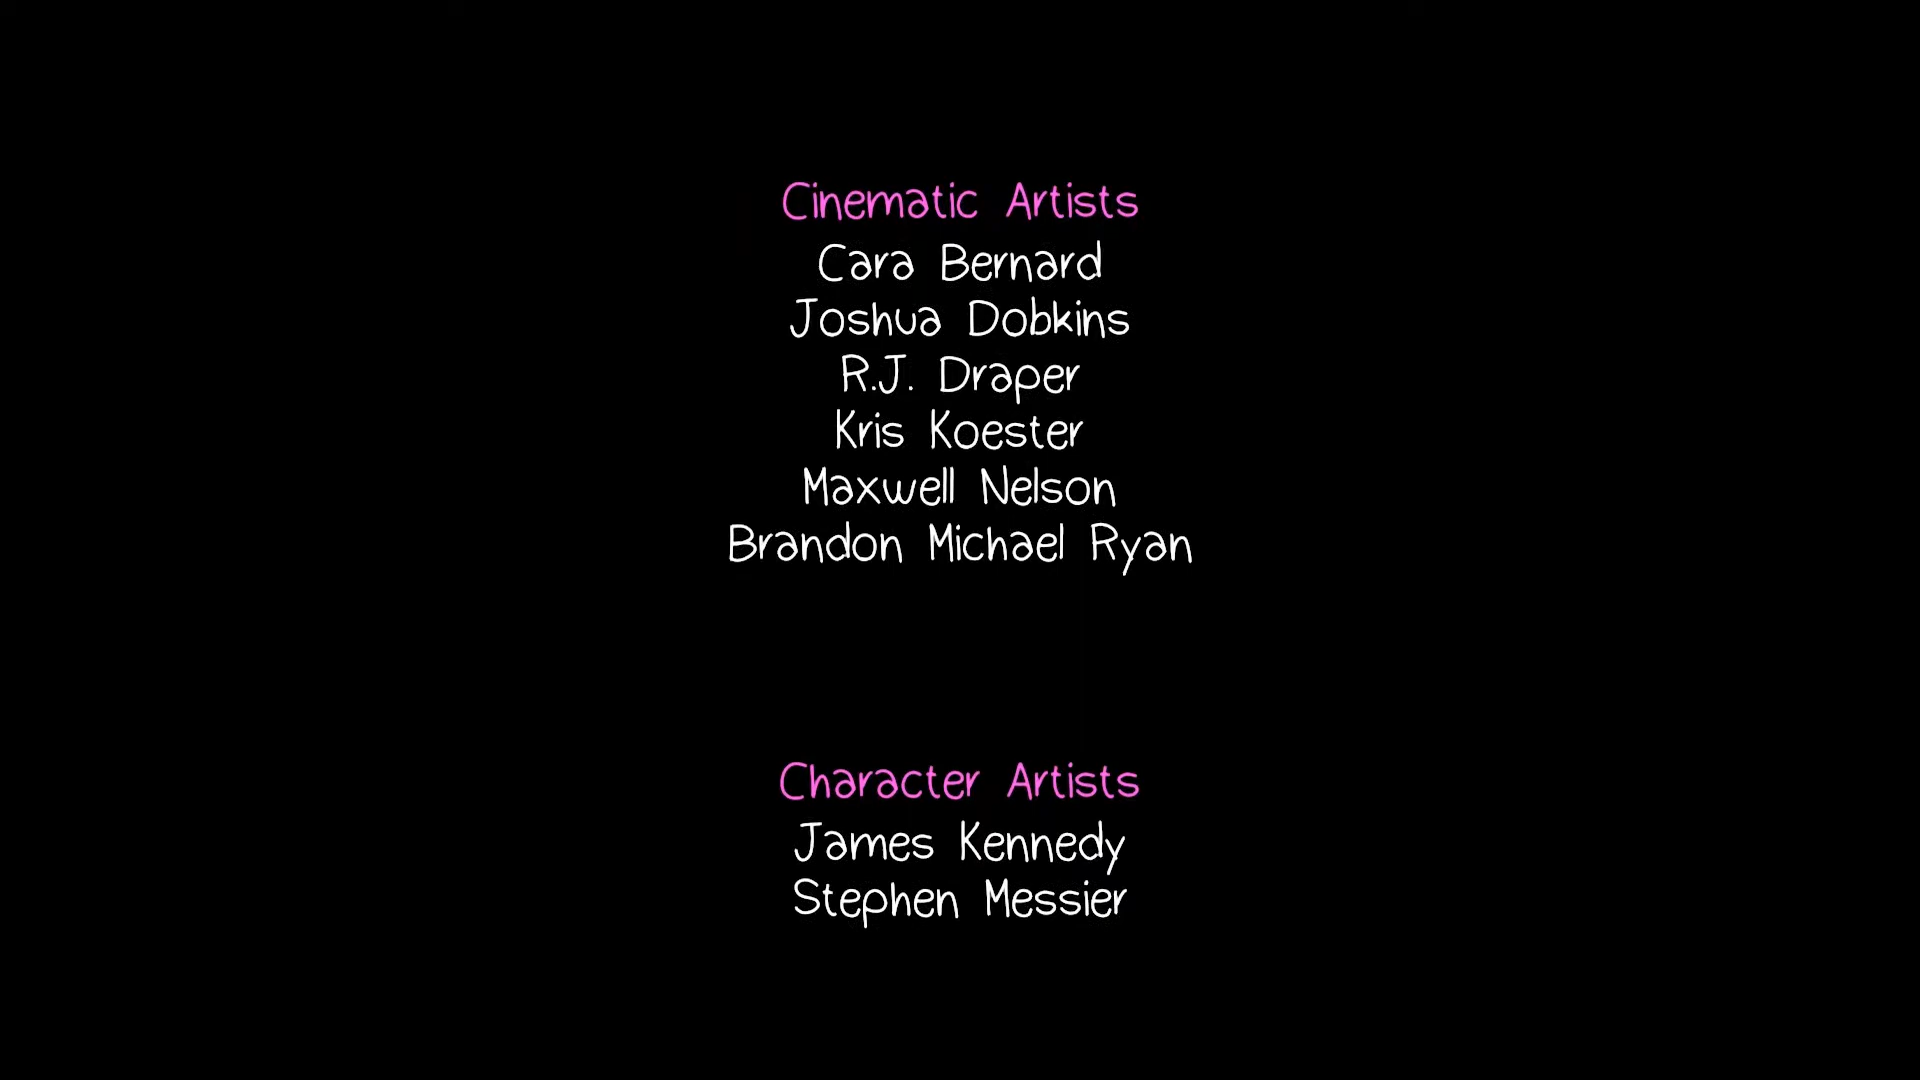 Cinematic Artists
Cara Bernard
Joshua Dobkins
R.J. Draper
Kris Koester
Maxwell Nelson
Brandon Michael Ryan
Character Artists
James Kennedy
Stephen Messier